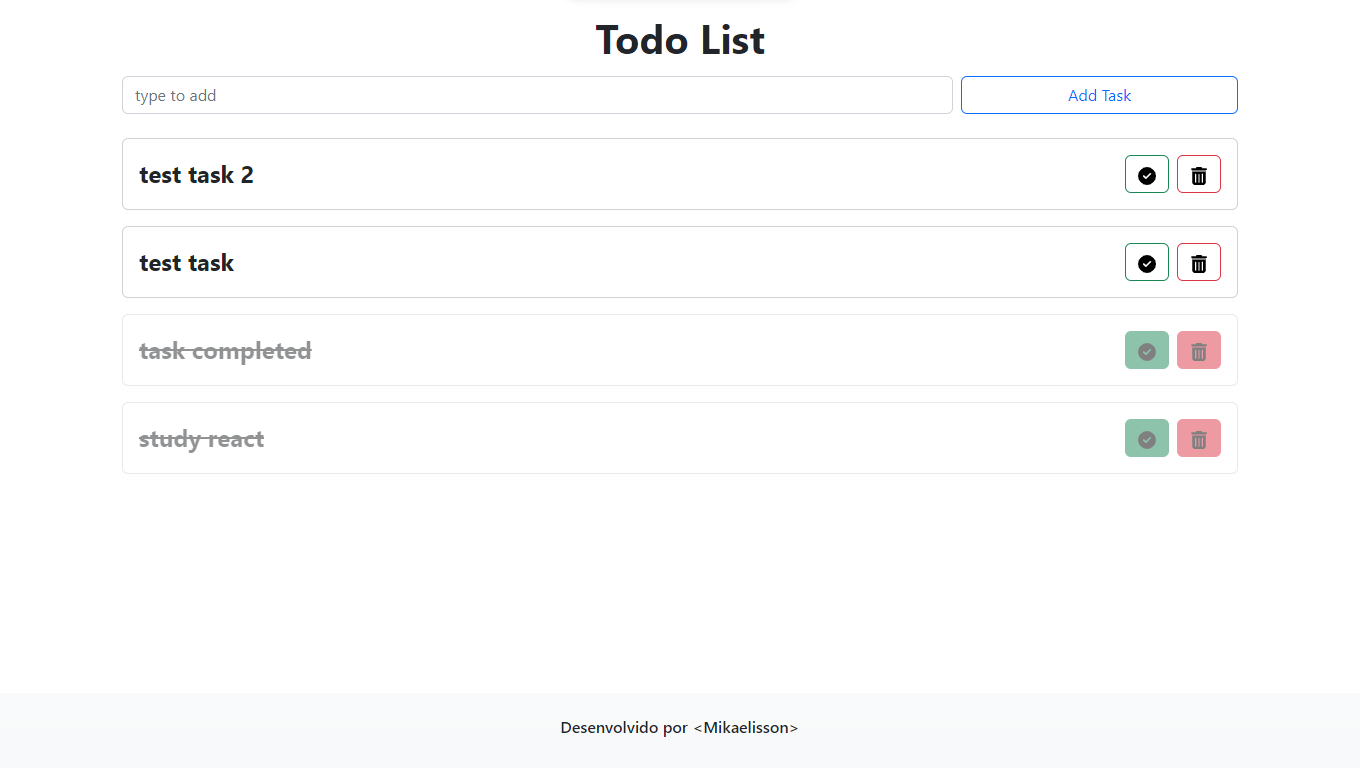 Todo List
type to add
Add Task
test task 2
test task
task completed
study react
Desenvolvido por <Mikaelisson>